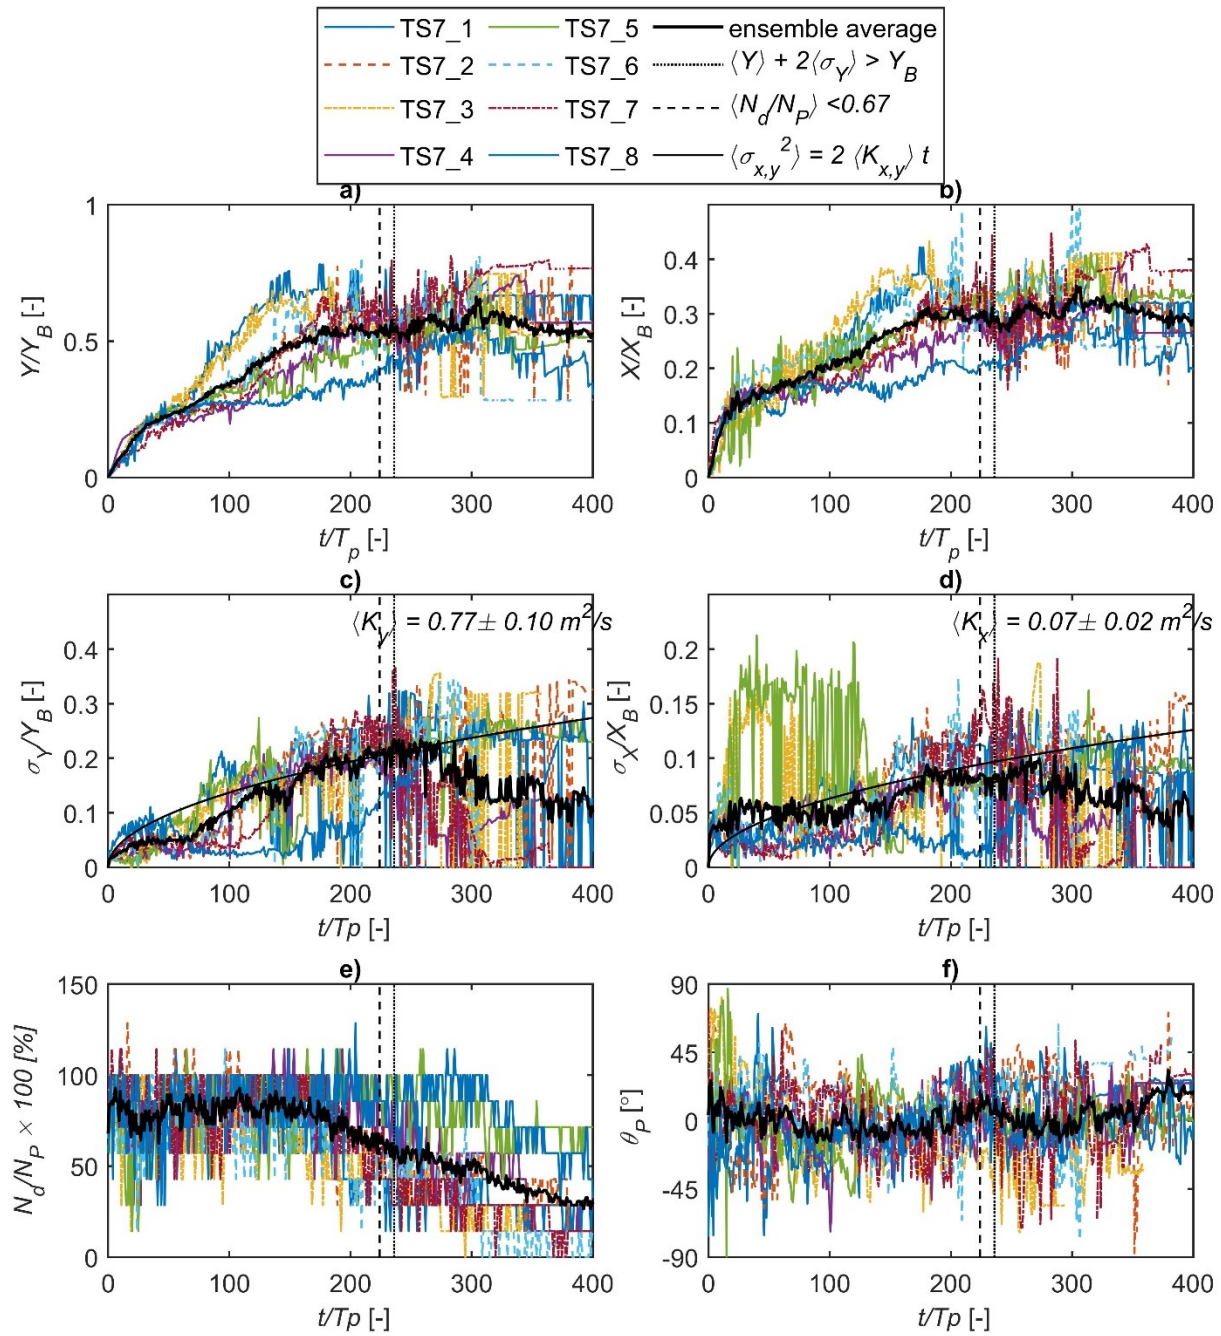 TS7_1 TS7_5 ensemble average
TS7_2 TS7_6 ⟨Y⟩ + 2⟨σ_Y⟩ > Y_B
TS7_3 TS7_7 ⟨N_d/N_P⟩ <0.67
TS7_4 TS7_8 ⟨σ_{x,y}²⟩ = 2 ⟨K_{x,y}⟩ t
a)
1
0.5
0
Y/Y_B [-]
0 100 200 300 400
t/T_p [-]
b)
0.4
0.3
0.2
0.1
0
X/X_B [-]
0 100 200 300 400
t/T_p [-]
c)
⟨K_y⟩ = 0.77± 0.10 m²/s
0.4
0.3
0.2
0.1
0
σ_Y/Y_B [-]
0 100 200 300 400
t/Tp [-]
d)
⟨K_x⟩ = 0.07± 0.02 m²/s
0.2
0.15
0.1
0.05
0
σ_X/X_B [-]
0 100 200 300 400
t/Tp [-]
e)
150
100
50
0
N_d/N_P × 100 [%]
0 100 200 300 400
t/Tp [-]
f)
90
45
0
-45
-90
θ_P [°]
0 100 200 300 400
t/Tp [-]